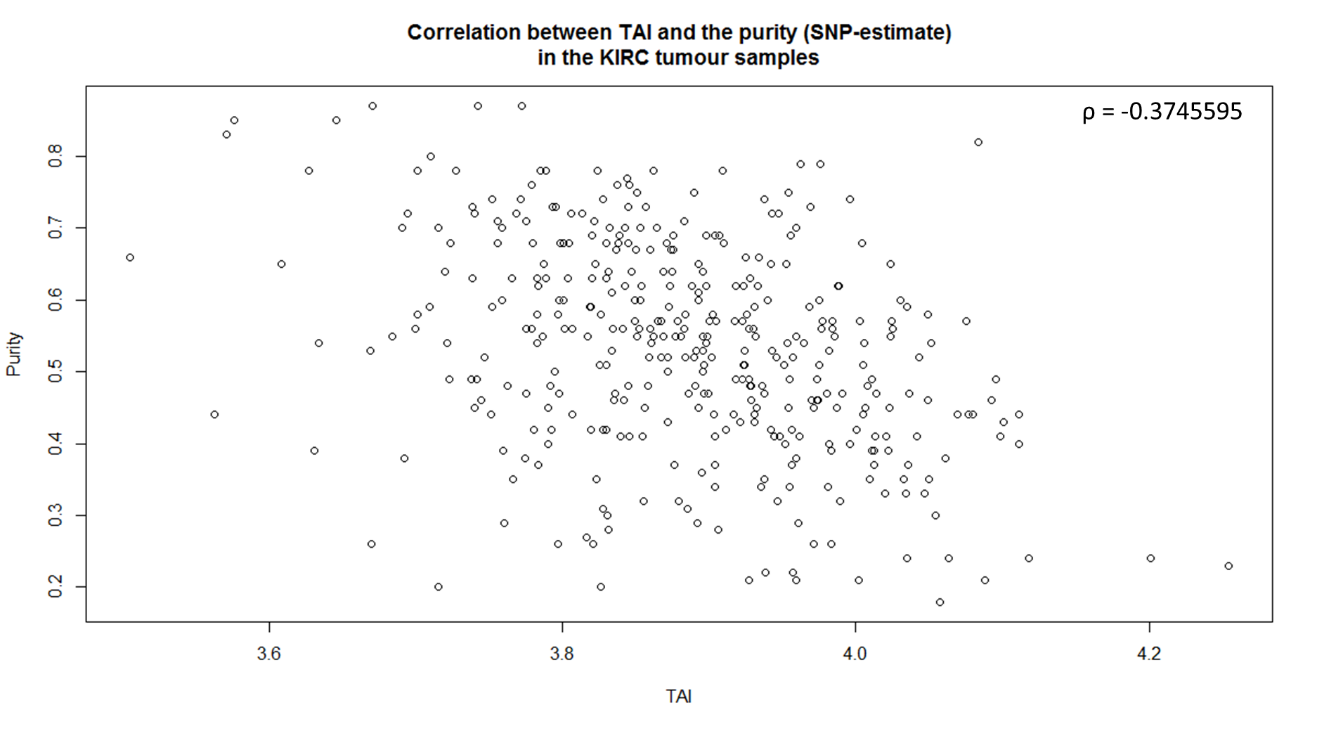 Correlation between TAI and the purity (SNP-estimate)
in the KIRC tumour samples
ρ = -0.3745595
0.8
0.7
0.6
0.5
0.4
0.3
0.2
Purity
3.6
3.8
4.0
4.2
TAI